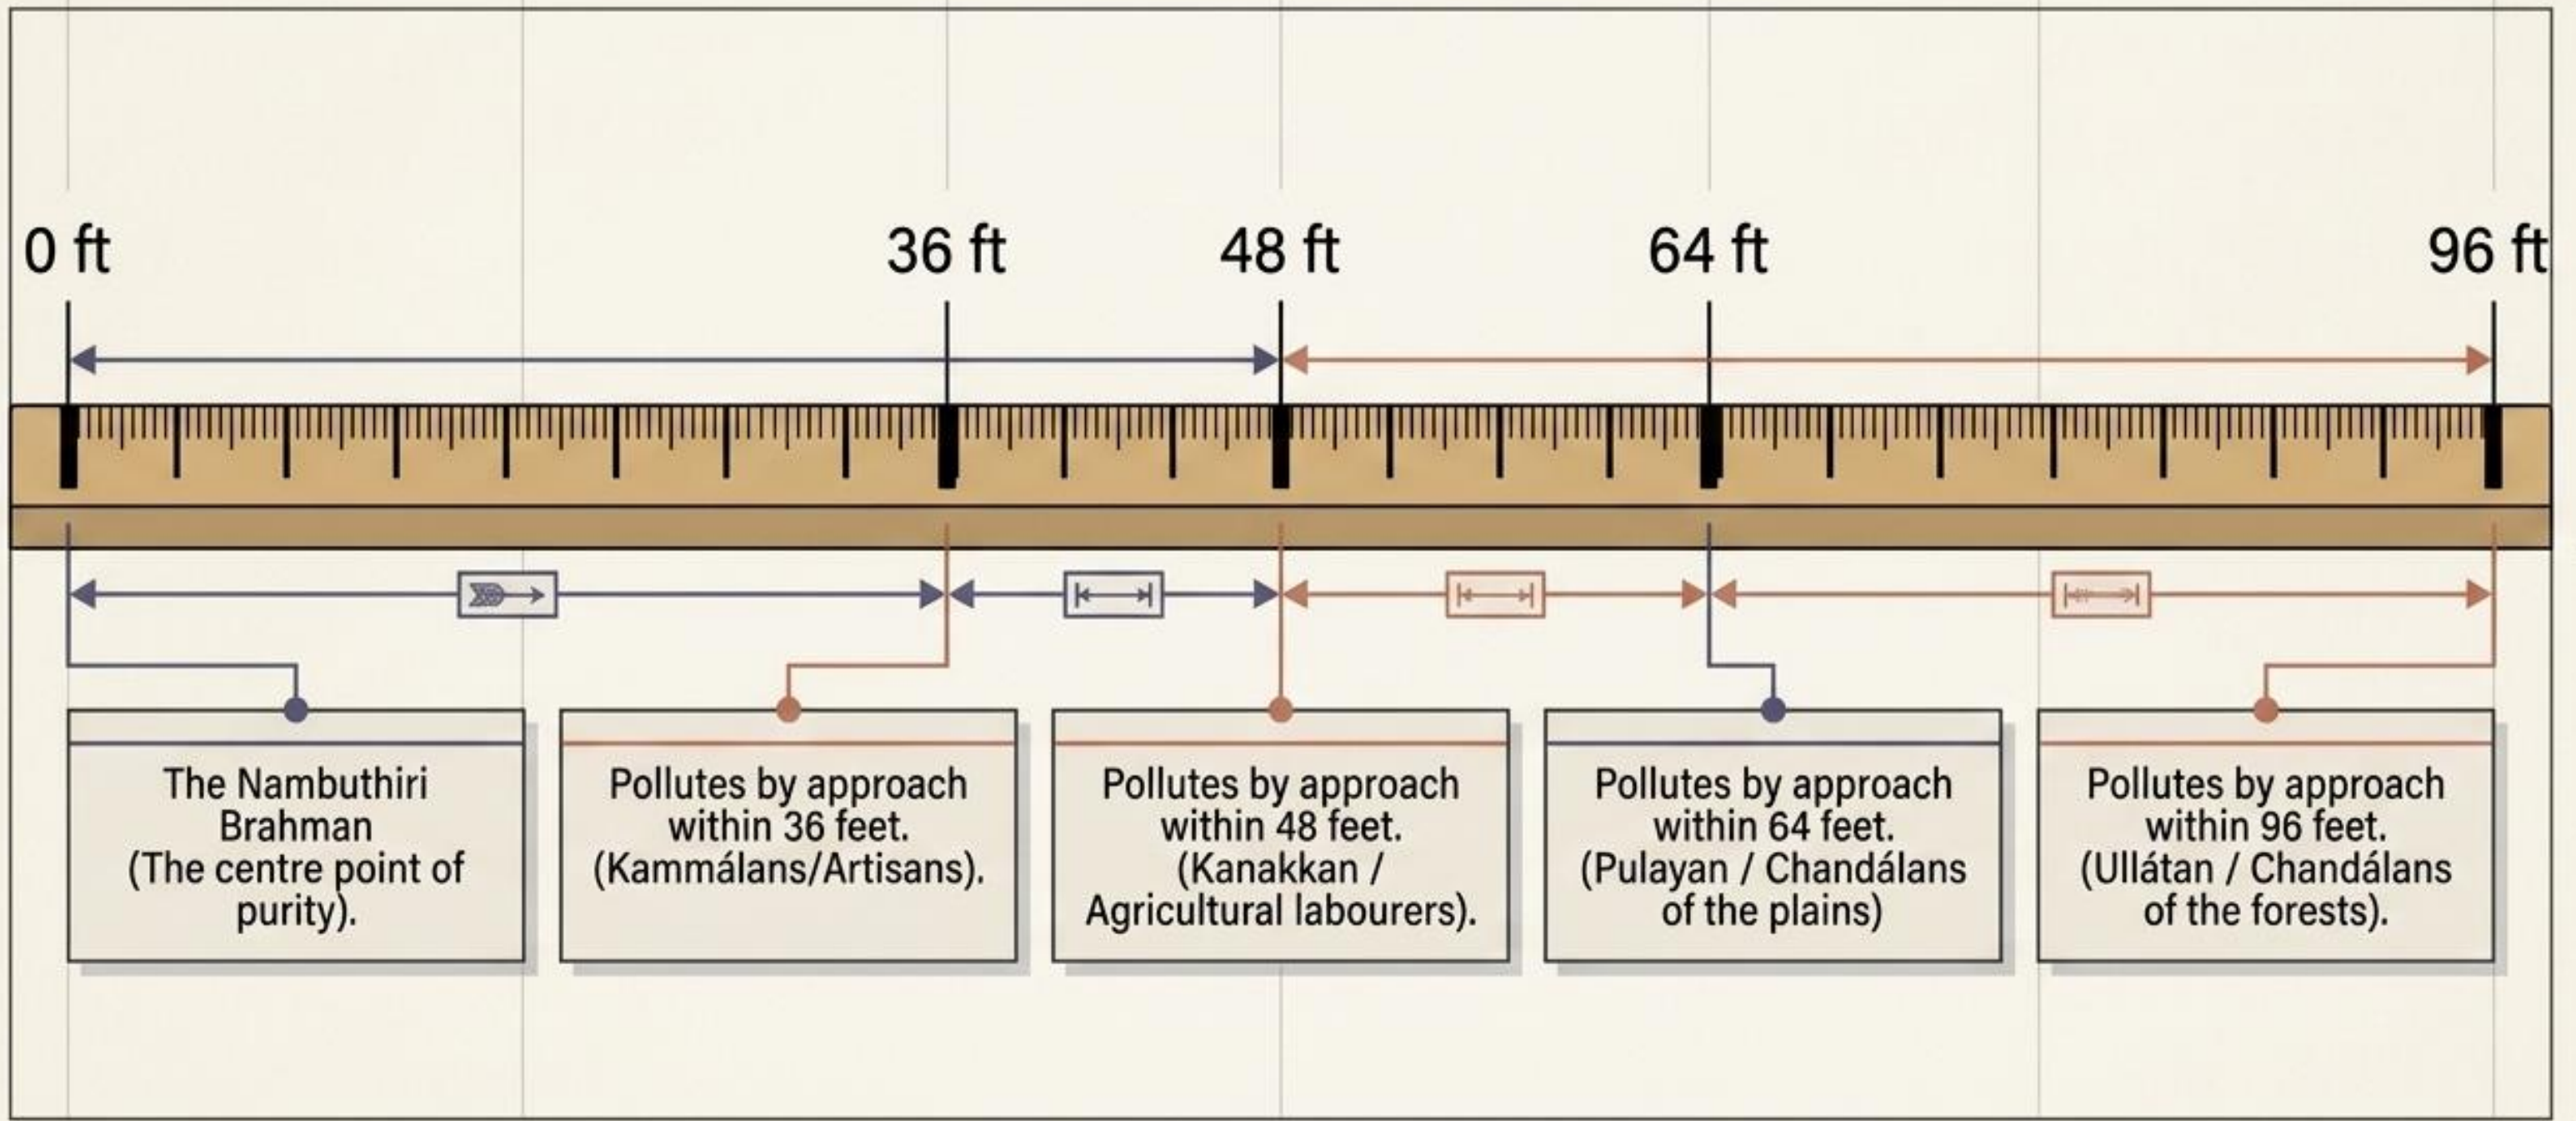 0 ft
36 ft
48 ft
64 ft
96 ft
The Nambuthiri
Brahman
(The centre point of
purity).
Pollutes by approach
within 36 feet.
(Kammálans/Artisans).
Pollutes by approach
within 48 feet.
(Kanakkan /
Agricultural labourers).
Pollutes by approach
within 64 feet.
(Pulayan / Chandálans
of the plains)
Pollutes by approach
within 96 feet.
(Ullátan / Chandálans
of the forests).